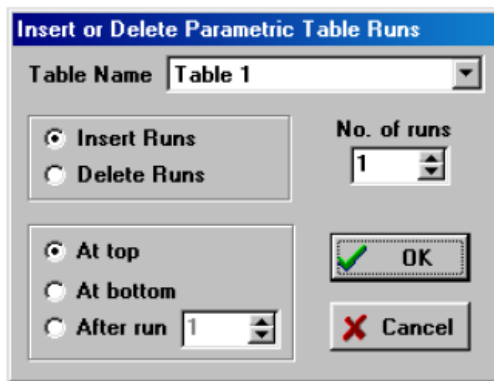 Insert or Delete Parametric Table Runs
Table Name Table 1
Insert Runs
Delete Runs
No. of runs
1
At top
At bottom
After run 1
OK
Cancel